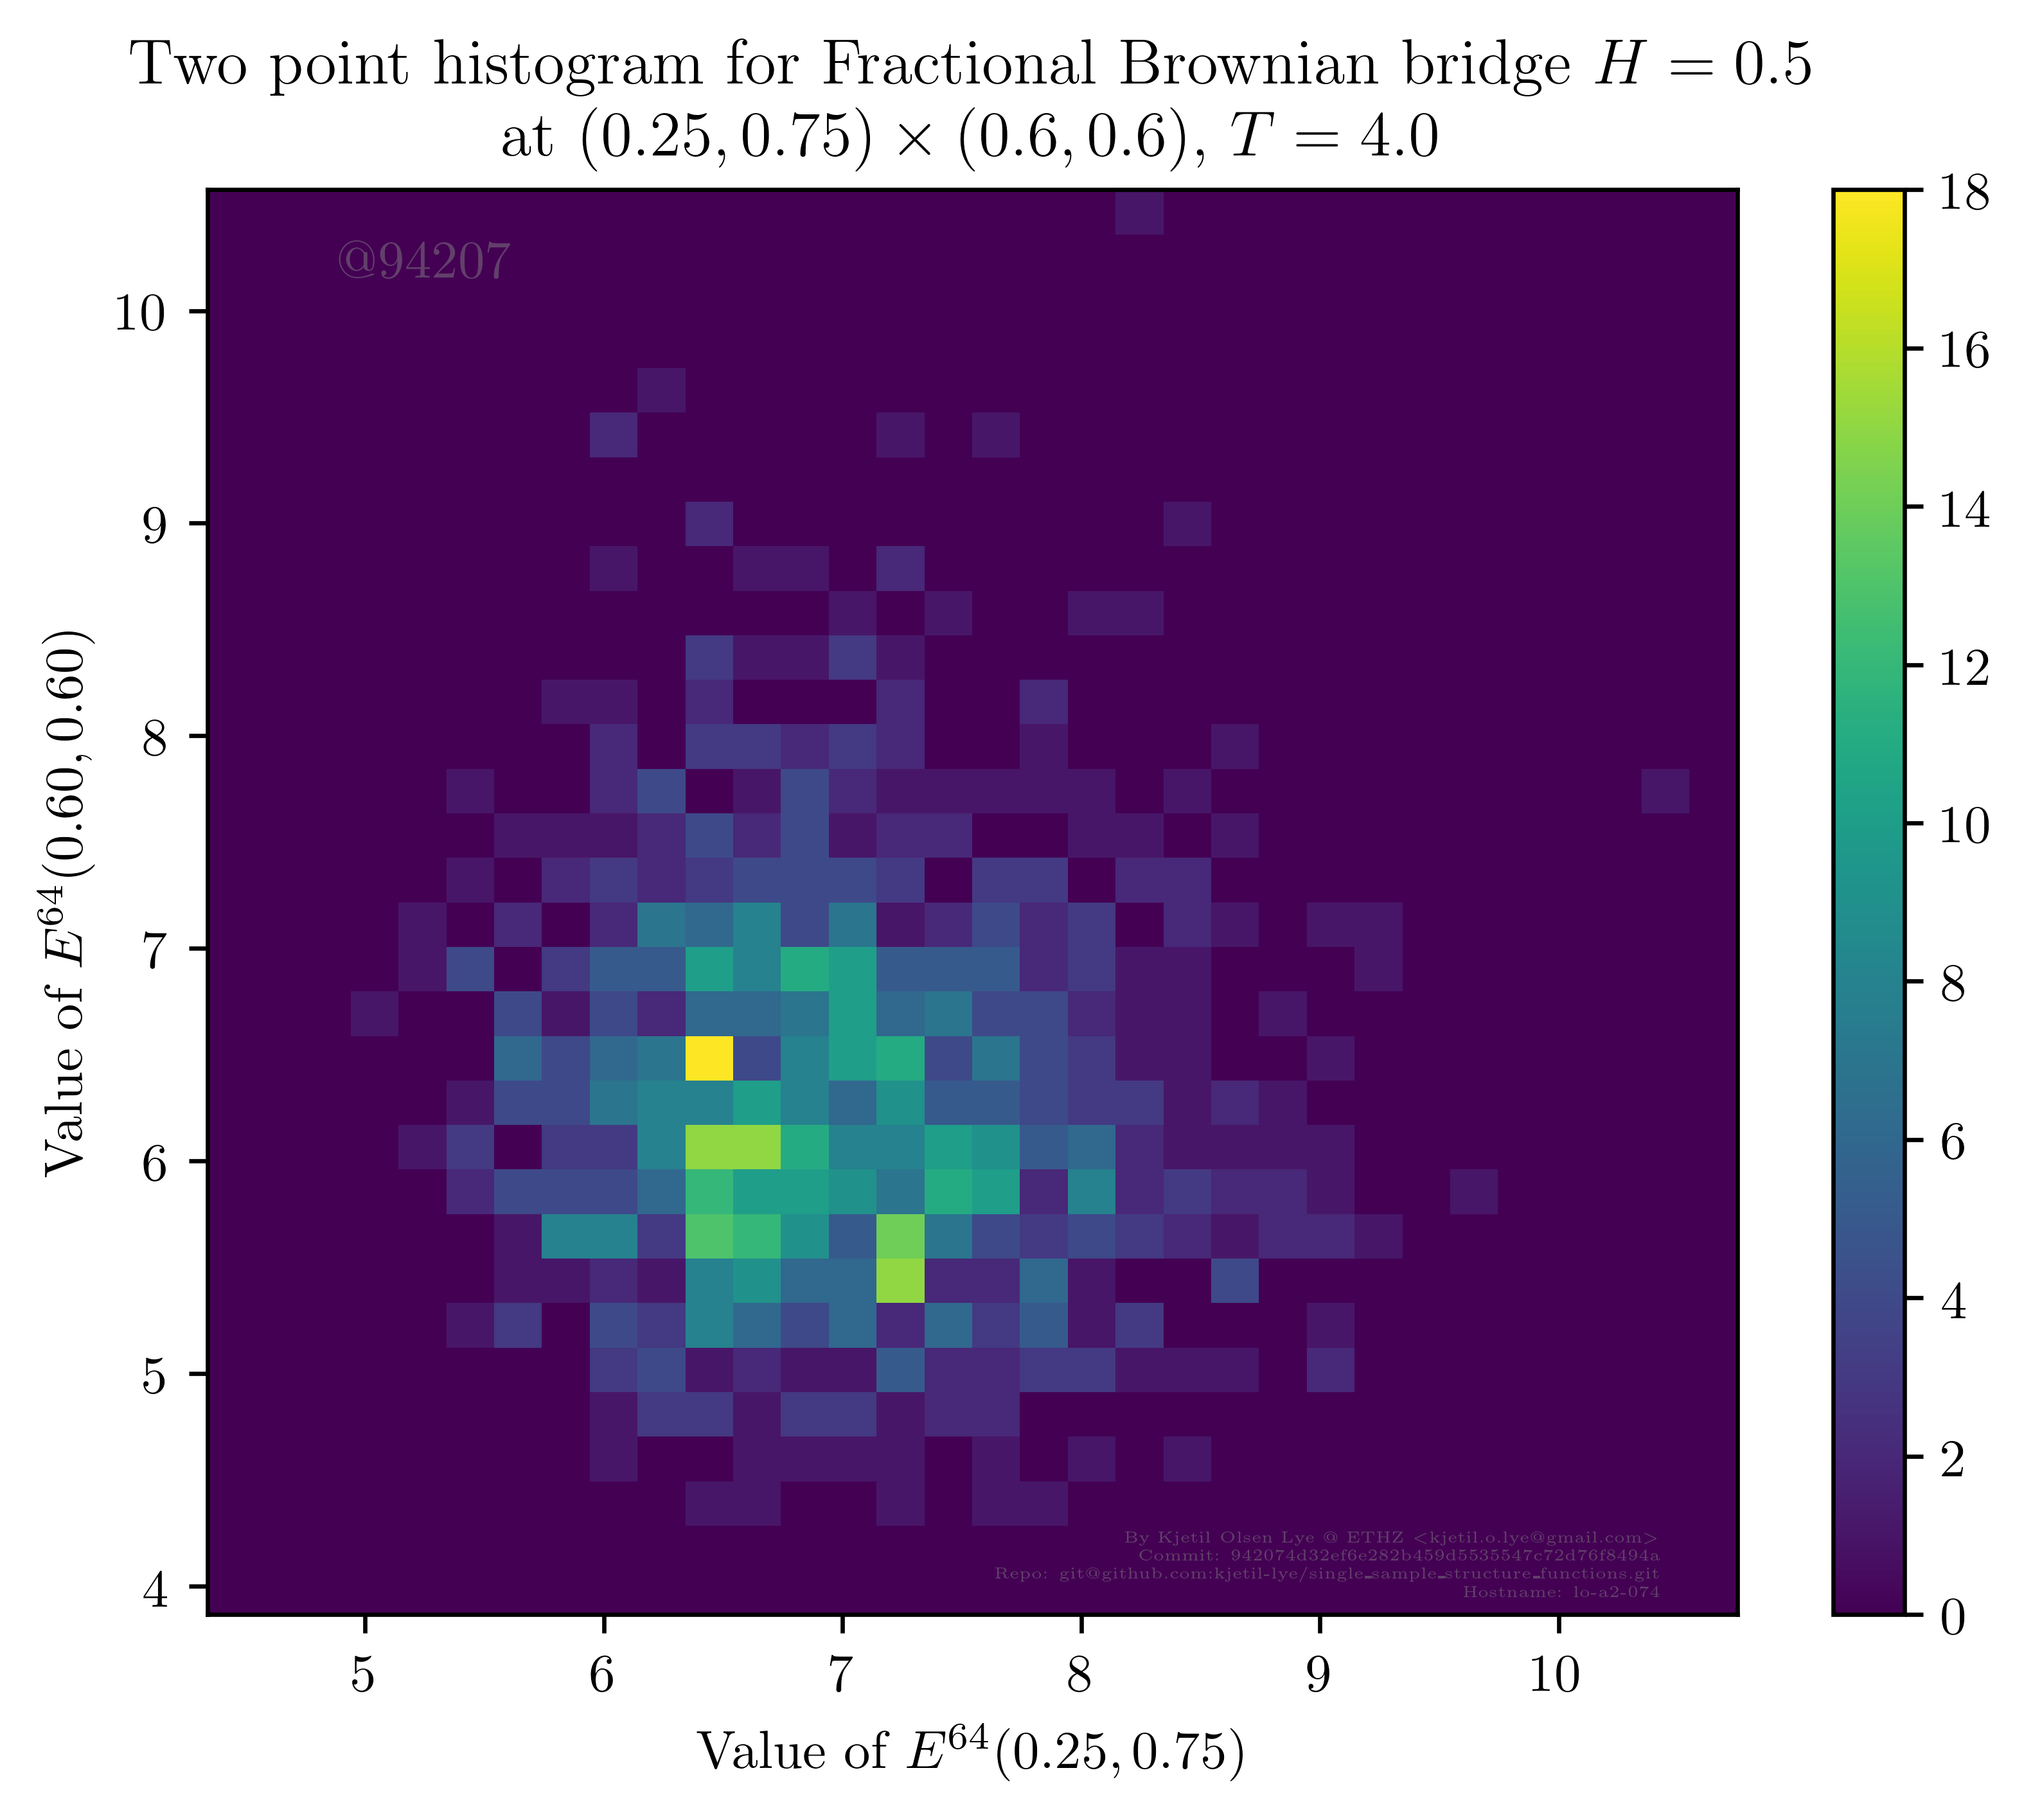 Two point histogram for Fractional Brownian bridge H = 0.5
at (0.25, 0.75) × (0.6, 0.6), T = 4.0
@94207
10
9
8
7
6
5
4
Value of E^64(0.60, 0.60)
5 6 7 8 9 10
Value of E^64(0.25, 0.75)
18
16
14
12
10
8
6
4
2
0
By Kjetil Olsen Lye @ ETHZ <kjetil.o.lye@gmail.com>
Commit: 942074d32ef6e282b459d5535547c72d76f8494a
Repo: git@github.com:kjetil-lye/single_sample_structure_functions.git
Hostname: lo-a2-074